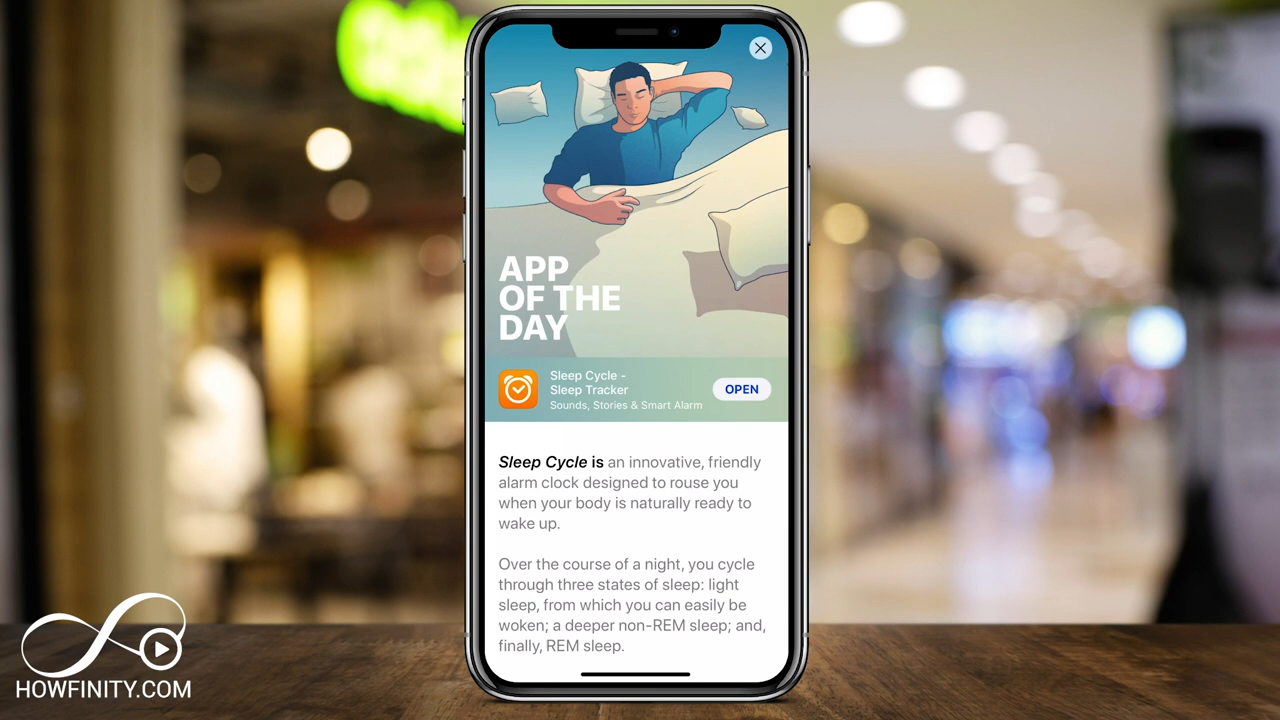 APP
OF THE
DAY
Sleep Cycle -
Sleep Tracker
Sounds, Stories & Smart Alarm
OPEN
Sleep Cycle is an innovative, friendly
alarm clock designed to rouse you
when your body is naturally ready to
wake up.
Over the course of a night, you cycle
through three states of sleep: light
sleep, from which you can easily be
woken; a deeper non-REM sleep; and,
finally, REM sleep.
HOWFINITY.COM